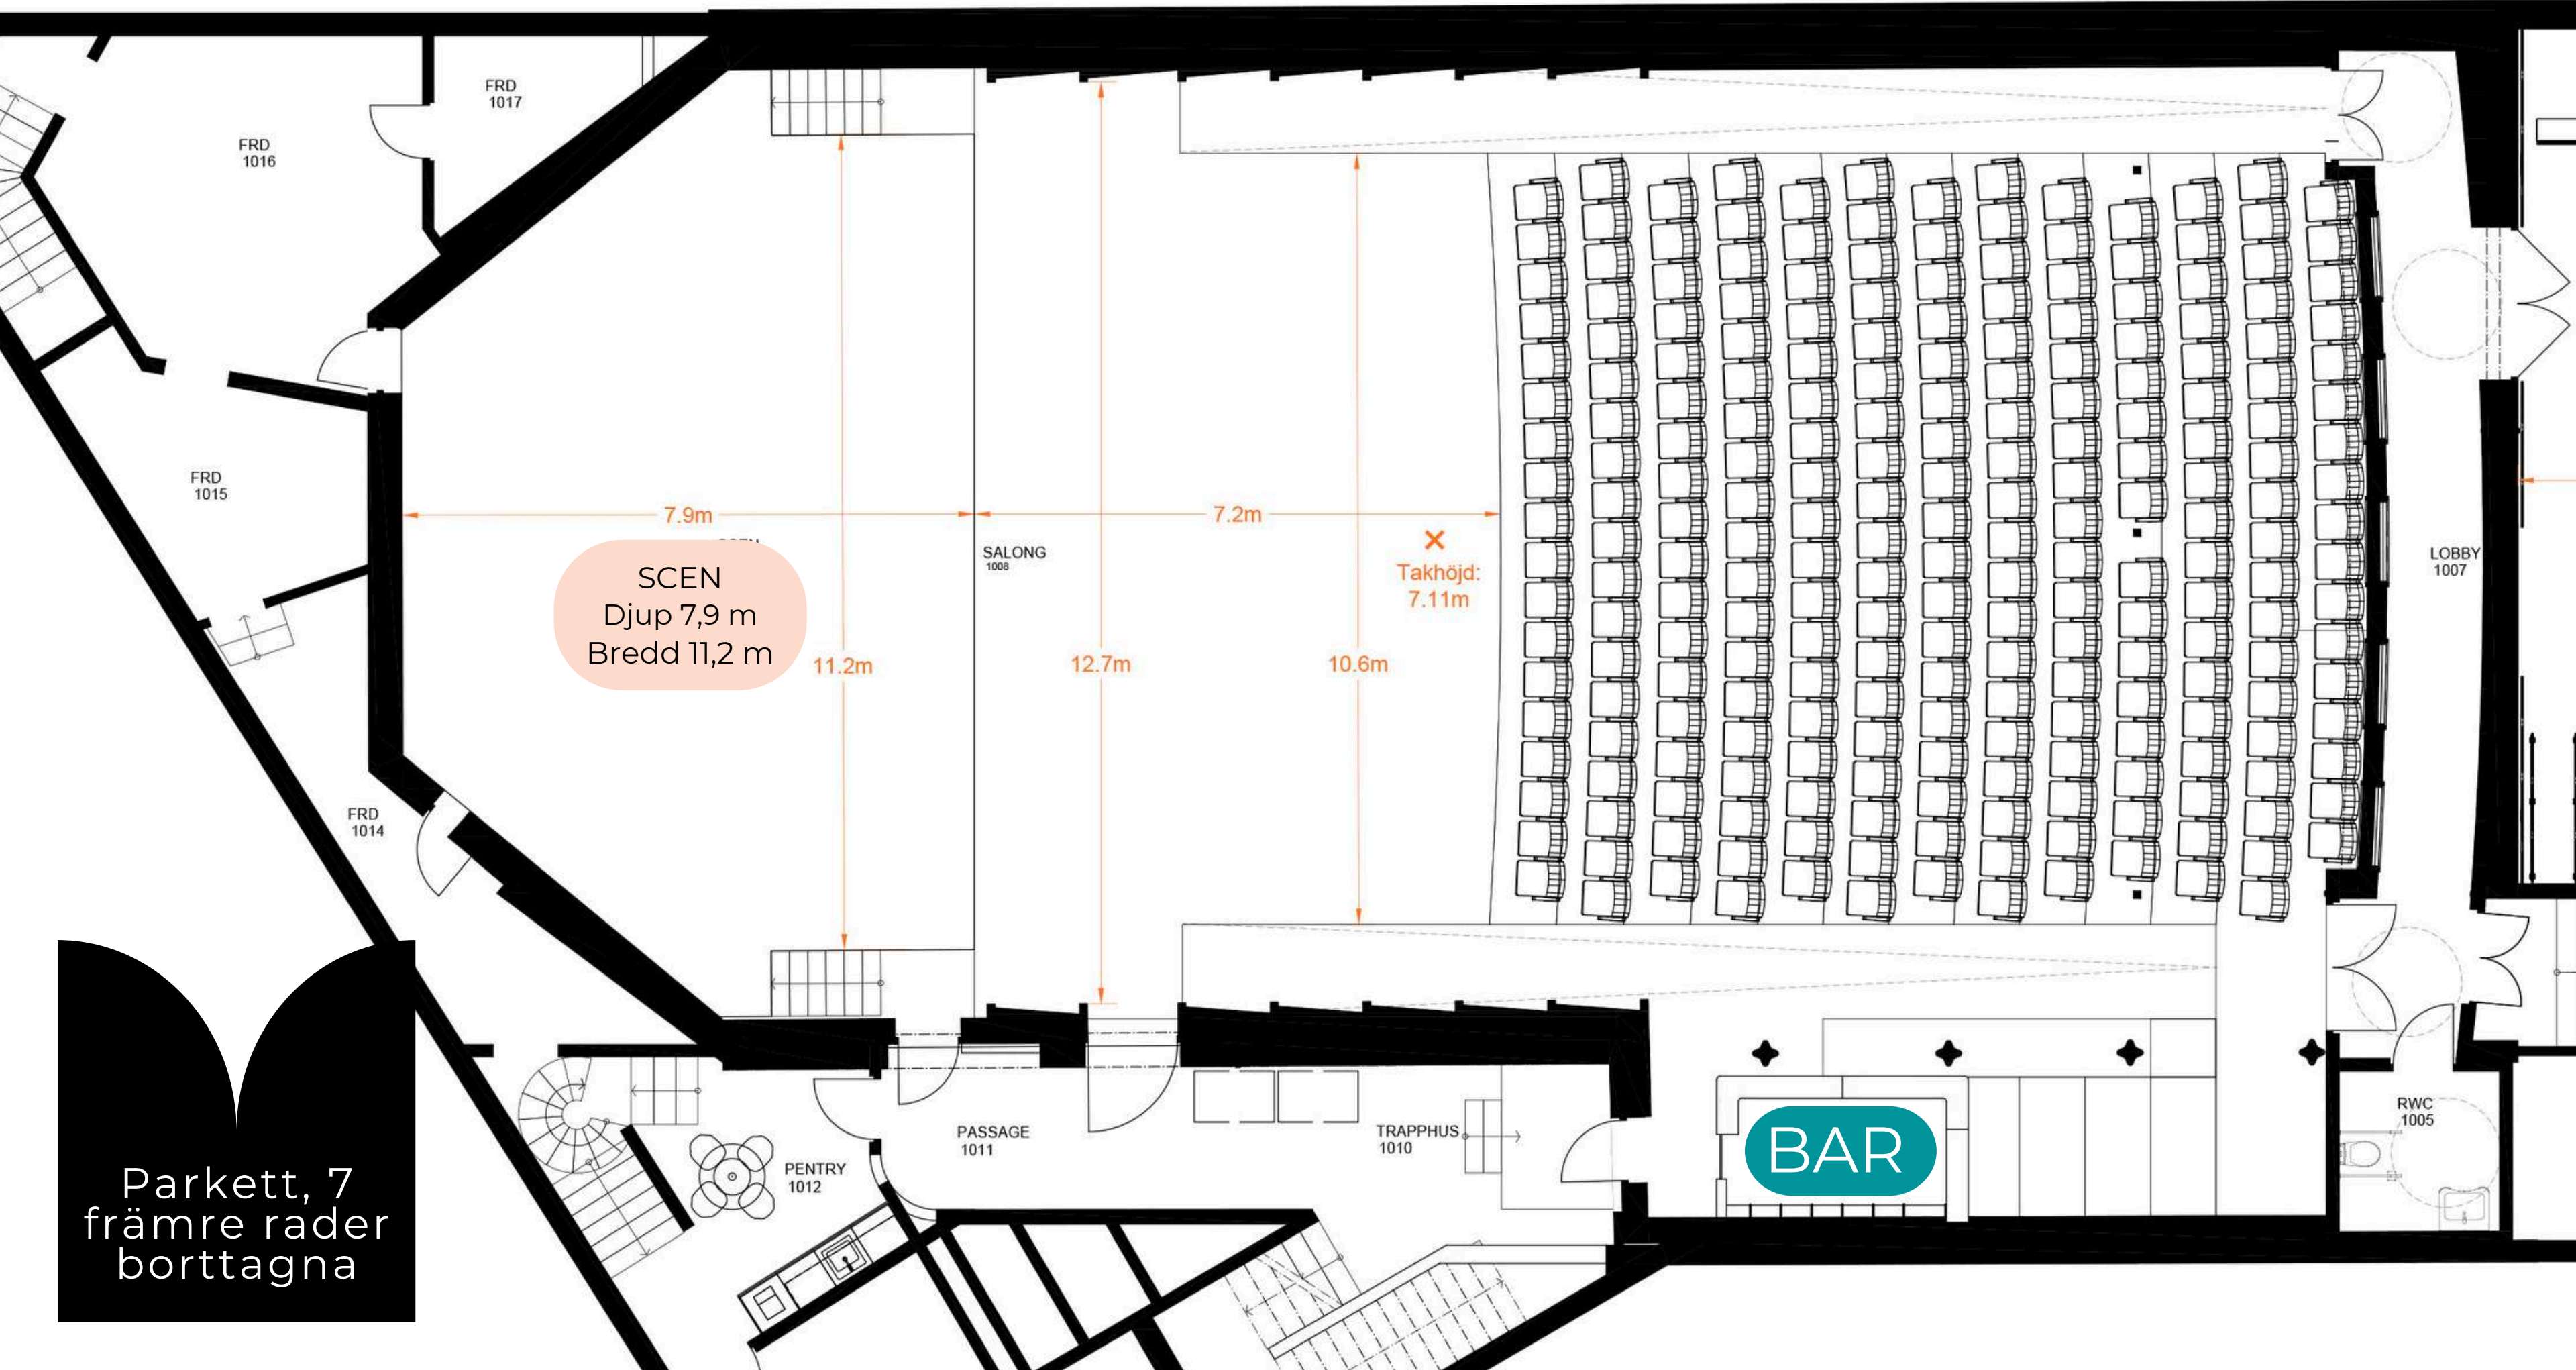 FRD
1017
FRD
1016
FRD
1015
7.9m
7.2m
SALONG
1008
Takhöjd:
7.11m
LOBBY
1007
SCEN
Djup 7,9 m
Bredd 11,2 m
11.2m
12.7m
10.6m
FRD
1014
Parkett, 7
främre rader
borttagna
PASSAGE
1011
TRAPPHUS
1010
PENTRY
1012
BAR
RWC
1005